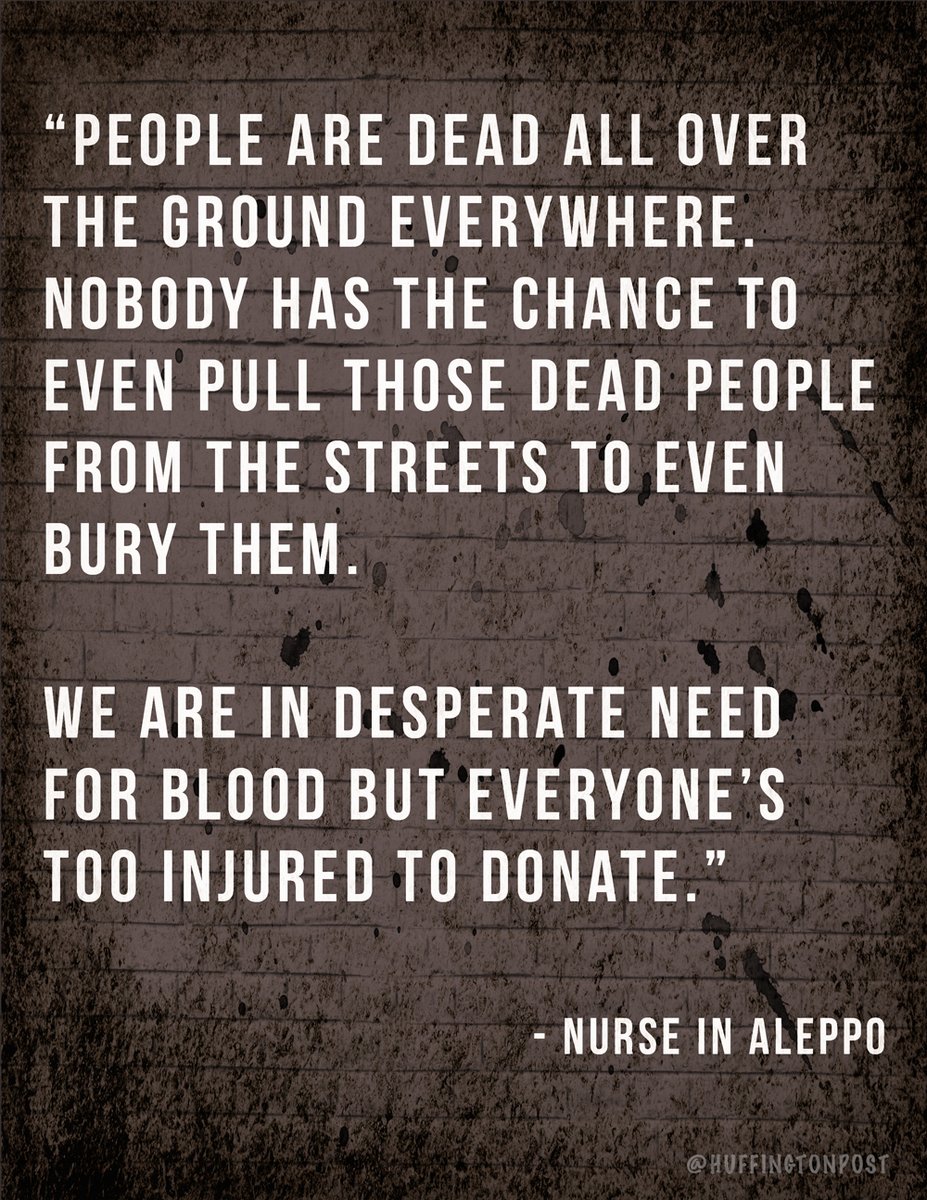 “PEOPLE ARE DEAD ALL OVER
THE GROUND EVERYWHERE.
NOBODY HAS THE CHANCE TO
EVEN PULL THOSE DEAD PEOPLE
FROM THE STREETS TO EVEN
BURY THEM.
WE ARE IN DESPERATE NEED
FOR BLOOD BUT EVERYONE’S
TOO INJURED TO DONATE.”
- NURSE IN ALEPPO
@HUFFINGTONPOST